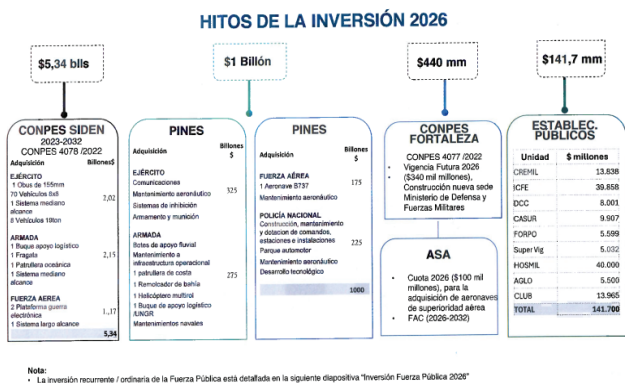 HITOS DE LA INVERSIÓN 2026
$5,34 blls
$1 Billón
$440 mm
$141,7 mm
CONPES SIDEN
2023-2032
CONPES 4078 /2022
Adquisición Billones$
EJÉRCITO
1 Obus de 155mm
70 Vehículos 8x8
1 Sistema mediano
alcance
8 Vehículos 10ton
2,02
ARMADA
1 Buque apoyo logístico
1 Fragata
1 Patrullera oceánica
1 Sistema mediano
alcance
2,15
FUERZA AEREA
2 Plataforma guerra
electrónica
1 Sistema largo alcance
1,17
5,34
PINES
Adquisición Billones
$
EJÉRCITO
Comunicaciones
Mantenimiento aeronáutico
Sistemas de inhibición
Armamento y munición
325
ARMADA
Botes de apoyo fluvial
Mantenimiento a
infraestructura operacional
1 patrullera de costa
1 Remolcador de bahía
1 Helicóptero multirol
1 Buque de apoyo logístico
/UNGR
Mantenimientos navales
275
PINES
Adquisición Billones
$
FUERZA AÉREA
1 Aeronave B737
Mantenimiento aeronáutico
175
POLICÍA NACIONAL
Construcción, mantenimiento
y dotacion de comandos,
estaciones e instalaciones
Parque automotor
Mantenimiento aeronáutico
Desarrollo tecnológico
225
1000
CONPES
FORTALEZA
CONPES 4077 /2022
• Vigencia Futura 2026
• ($340 mil millones),
Construcción nueva sede
Ministerio de Defensa y
Fuerzas Militares
ASA
• Cuota 2026 ($100 mil
millones), para la
adquisición de aeronaves
de superioridad aérea
• FAC (2026-2032)
ESTABLEC.
PUBLICOS
Unidad $ millones
CREMIL 13.838
ICFE 39.858
DCC 8.001
CASUR 9.907
FORPO 5.599
Super Vig 5.032
HOSMIL 40.000
AGLO 5.500
CLUB 13.965
TOTAL 141.700
Nota:
• La inversión recurrente / ordinaria de la Fuerza Pública está detallada en la siguiente diapositiva "Inversión Fuerza Pública 2026"